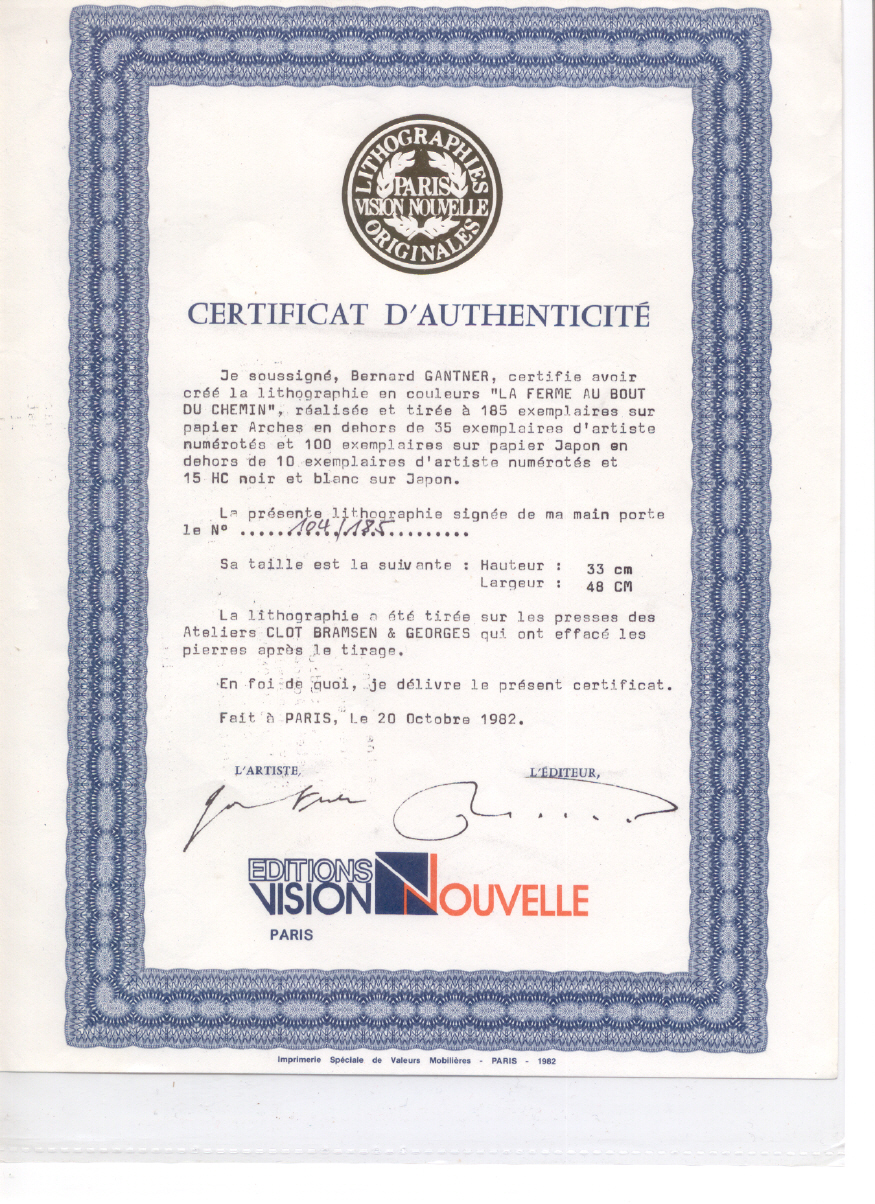 LITHOGRAPHIES
PARIS
VISION NOUVELLE
ORIGINALES
CERTIFICAT D'AUTHENTICITÉ
Je soussigné, Bernard GANTNER, certifie avoir
créé la lithographie en couleurs "LA FERME AU BOUT
DU CHEMIN", réalisée et tirée à 185 exemplaires sur
papier Arches en dehors de 35 exemplaires d'artiste
numérotés et 100 exemplaires sur papier Japon en
dehors de 10 exemplaires d'artiste numérotés et
15 HC noir et blanc sur Japon.
La présente lithographie signée de ma main porte
le N° .....104/185.........
Sa taille est la suivante : Hauteur : 33 cm
Largeur : 48 CM
La lithographie a été tirée sur les presses des
Ateliers CLOT BRAMSEN & GEORGES qui ont effacé les
pierres après le tirage.
En foi de quoi, je délivre le présent certificat.
Fait à PARIS, Le 20 Octobre 1982.
L'ARTISTE, L'ÉDITEUR,
EDITIONS
VISION NOUVELLE
PARIS
Imprimerie Spéciale de Valeurs Mobilières - PARIS - 1982